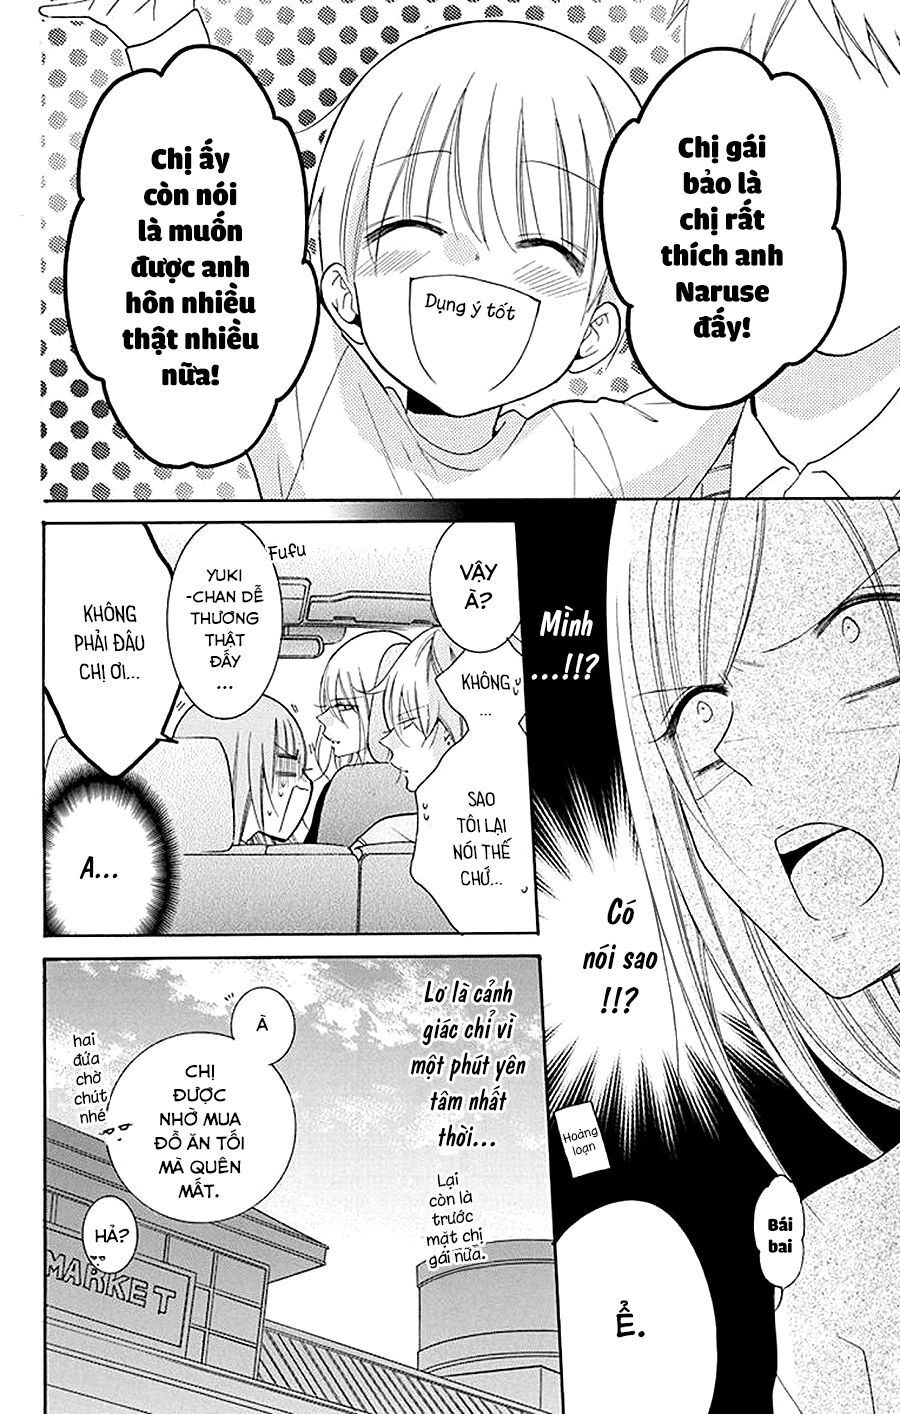 Chị gái
bảo là
chị rất
thích anh
Naruse
đấy!
Chị ấy
còn nói
là muốn
được anh
hôn nhiều
thật nhiều
nữa!
Dụng ý tốt
Mình
...!!?
Có
nói sao
!!?
Hoảng
loạn
Bái
bai
Ể.
VẬY
À?
KHÔNG
...
SAO
TÔI LẠI
NÓI THẾ
CHỨ...
Fufu
YUKI
-CHAN DỄ
THƯƠNG
THẬT
ĐẤY
...
KHÔNG
PHẢI ĐÂU
CHỊ ƠI...
A...
Lơ là cảnh
giác chỉ vì
một phút yên
tâm nhất
thời...
Lại
còn là
trước
mặt chị
gái nữa.
À
CHỊ
ĐƯỢC
NHỜ MUA
ĐỒ ĂN TỐI
MÀ QUÊN
MẤT.
hai
đứa
chờ
chút
nhé
HẢ?
MARKET